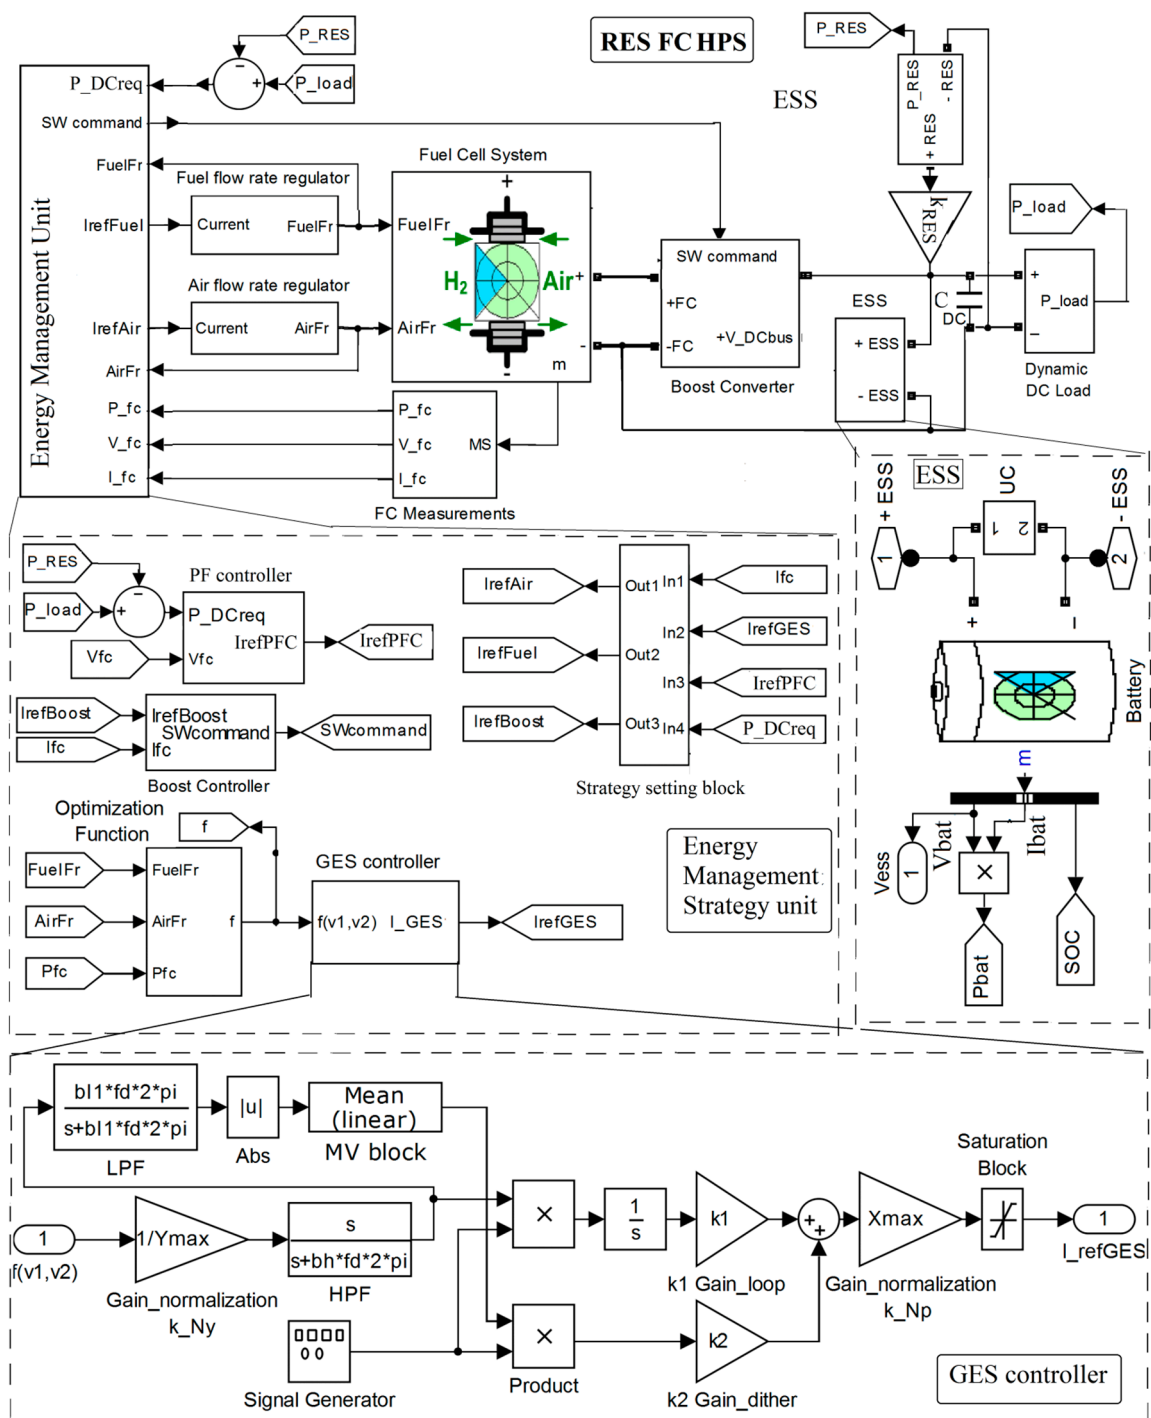 P_RES
RES FC HPS
P_RES
P_DCreq
P_load
ESS
P_RES
- RES
+ RES
SW command
Fuel Cell System
FuelFr
Fuel flow rate regulator
kRES
P_load
IrefFuel
Current
FuelFr
FuelFr
SW command
Energy Management Unit
H2
Air
+
-
+FC
ESS
C
DC
+
P_load
−
Air flow rate regulator
IrefAir
Current
AirFr
AirFr
-FC
+V_DCbus
+ ESS
AirFr
m
Boost Converter
- ESS
Dynamic
DC Load
P_fc
P_fc
V_fc
V_fc
MS
I_fc
I_fc
FC Measurements
ESS
+ ESS
UC
- ESS
1
1
2
2
+
−
Battery
m
Vbat
Ibat
Vess
1
×
Pbat
SOC
P_RES
PF controller
P_load
P_DCreq
IrefPFC
IrefPFC
Vfc
Vfc
IrefAir
Out1
In1
Ifc
In2
IrefGES
IrefFuel
Out2
In3
IrefPFC
IrefBoost
Out3
In4
P_DCreq
Strategy setting block
IrefBoost
IrefBoost
SWcommand
SWcommand
Ifc
Ifc
Boost Controller
Optimization
Function
f
FuelFr
FuelFr
GES controller
AirFr
AirFr
f
f(v1,v2)
I_GES
IrefGES
Pfc
Pfc
Energy
Management
Strategy unit
bl1*fd*2*pi
s+bl1*fd*2*pi
LPF
|u|
Abs
Mean
(linear)
MV block
Saturation
Block
1
f(v1,v2)
1/Ymax
Gain_normalization
k_Ny
s
s+bh*fd*2*pi
HPF
×
1
s
k1
k1 Gain_loop
+
+
Xmax
Gain_normalization
k_Np
1
I_refGES
Signal Generator
×
Product
k2
k2 Gain_dither
GES controller